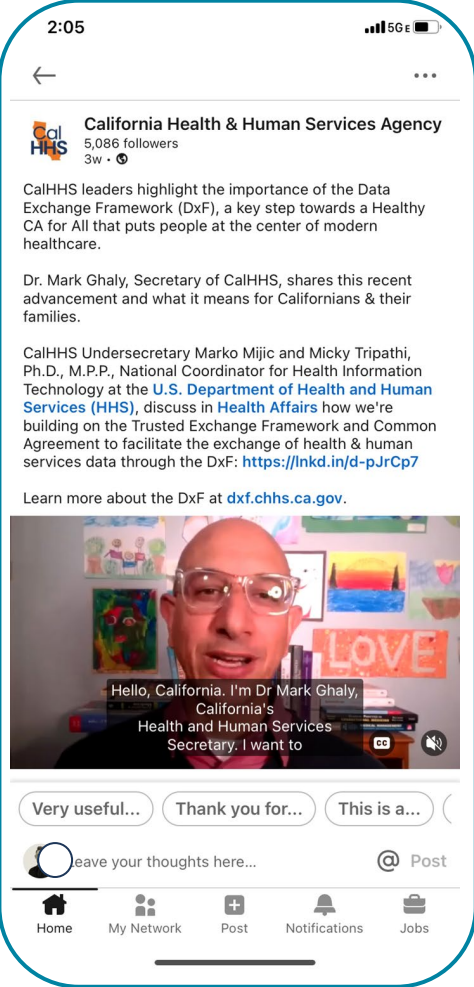 2:05
5GE
Cal
HHS
California Health & Human Services Agency
5,086 followers
3w •
CalHHS leaders highlight the importance of the Data
Exchange Framework (DxF), a key step towards a Healthy
CA for All that puts people at the center of modern
healthcare.
Dr. Mark Ghaly, Secretary of CalHHS, shares this recent
advancement and what it means for Californians & their
families.
CalHHS Undersecretary Marko Mijic and Micky Tripathi,
Ph.D., M.P.P., National Coordinator for Health Information
Technology at the U.S. Department of Health and Human
Services (HHS), discuss in Health Affairs how we're
building on the Trusted Exchange Framework and Common
Agreement to facilitate the exchange of health & human
services data through the DxF: https://lnkd.in/d-pJrCp7
Learn more about the DxF at dxf.chhs.ca.gov.
LOVE
Hello, California. I'm Dr Mark Ghaly,
California's
Health and Human Services
Secretary. I want to
CC
Very useful...
Thank you for...
This is a...
eave your thoughts here...
@ Post
Home
My Network
Post
Notifications
Jobs